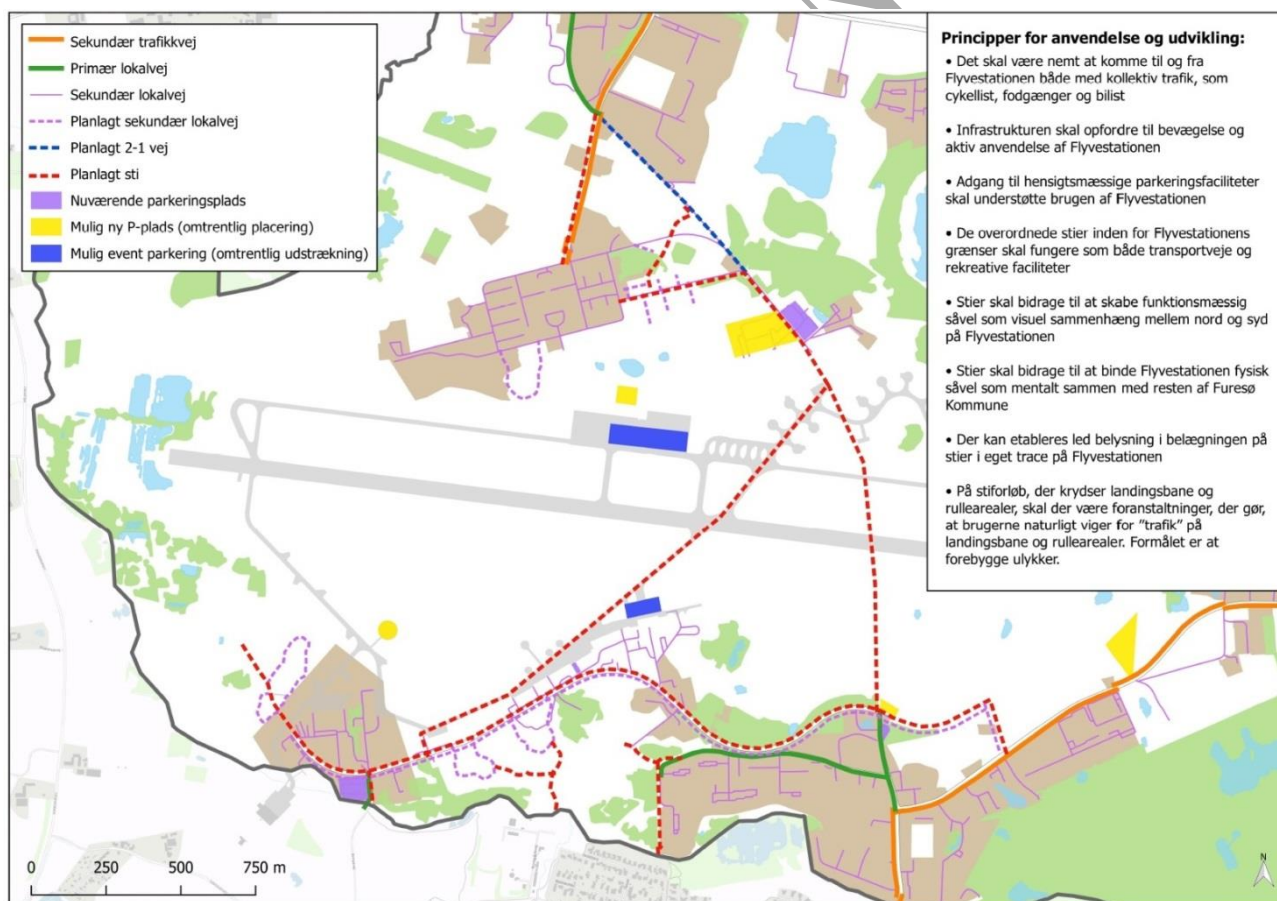 Sekundær trafikkvej
Primær lokalvej
Sekundær lokalvej
Planlagt sekundær lokalvej
Planlagt 2-1 vej
Planlagt sti
Nuværende parkeringsplads
Mulig ny P-plads (omtrentlig placering)
Mulig event parkering (omtrentlig udstrækning)
Principper for anvendelse og udvikling:
• Det skal være nemt at komme til og fra
Flyvestationen både med kollektiv trafik, som
cykellist, fodgænger og bilist
• Infrastrukturen skal opfordre til bevægelse og
aktiv anvendelse af Flyvestationen
• Adgang til hensigtsmæssige parkeringsfaciliteter
skal understøtte brugen af Flyvestationen
• De overordnede stier inden for Flyvestationens
grænser skal fungere som både transportveje og
rekreative faciliteter
• Stier skal bidrage til at skabe funktionsmæssig
såvel som visuel sammenhæng mellem nord og syd
på Flyvestationen
• Stier skal bidrage til at binde Flyvestationen fysisk
såvel som mentalt sammen med resten af Furesø
Kommune
• Der kan etableres led belysning i belægningen på
stier i eget trace på Flyvestationen
• På stiforløb, der krydser landingsbane og
rullearealer, skal der være foranstaltninger, der gør,
at brugerne naturligt viger for ”trafik” på
landingsbane og rullearealer. Formålet er at
forebygge ulykker.
0 250 500 750 m
N